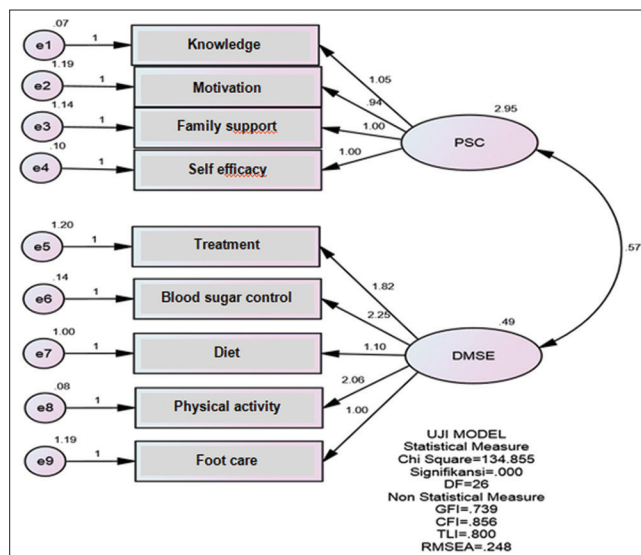 .07
e1
1
Knowledge
1.19
e2
1
Motivation
1.14
e3
1
Family support
.10
e4
1
Self efficacy
1.05
.94
1.00
1.00
2.95
PSC
.57
1.20
e5
1
Treatment
.14
e6
1
Blood sugar control
1.00
e7
1
Diet
.08
e8
1
Physical activity
1.19
e9
1
Foot care
1.82
2.25
1.10
2.06
1.00
.49
DMSE
UJI MODEL
Statistical Measure
Chi Square=134.855
Signifikansi=.000
DF=26
Non Statistical Measure
GFI=.739
CFI=.856
TLI=.800
RMSEA=.248